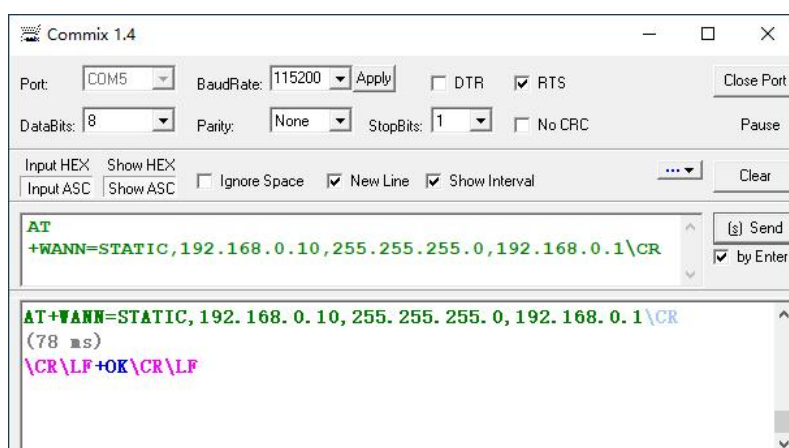 Commix 1.4
Port: COM5 BaudRate: 115200 Apply DTR RTS Close Port
DataBits: 8 Parity: None StopBits: 1 No CRC Pause
Input HEX Show HEX
Input ASC Show ASC Ignore Space New Line Show Interval ... Clear
AT
+WANN=STATIC,192.168.0.10,255.255.255.0,192.168.0.1\CR
(s) Send
by Enter
AT+WANN=STATIC,192.168.0.10,255.255.255.0,192.168.0.1\CR
(78 ms)
\CR\LF+OK\CR\LF